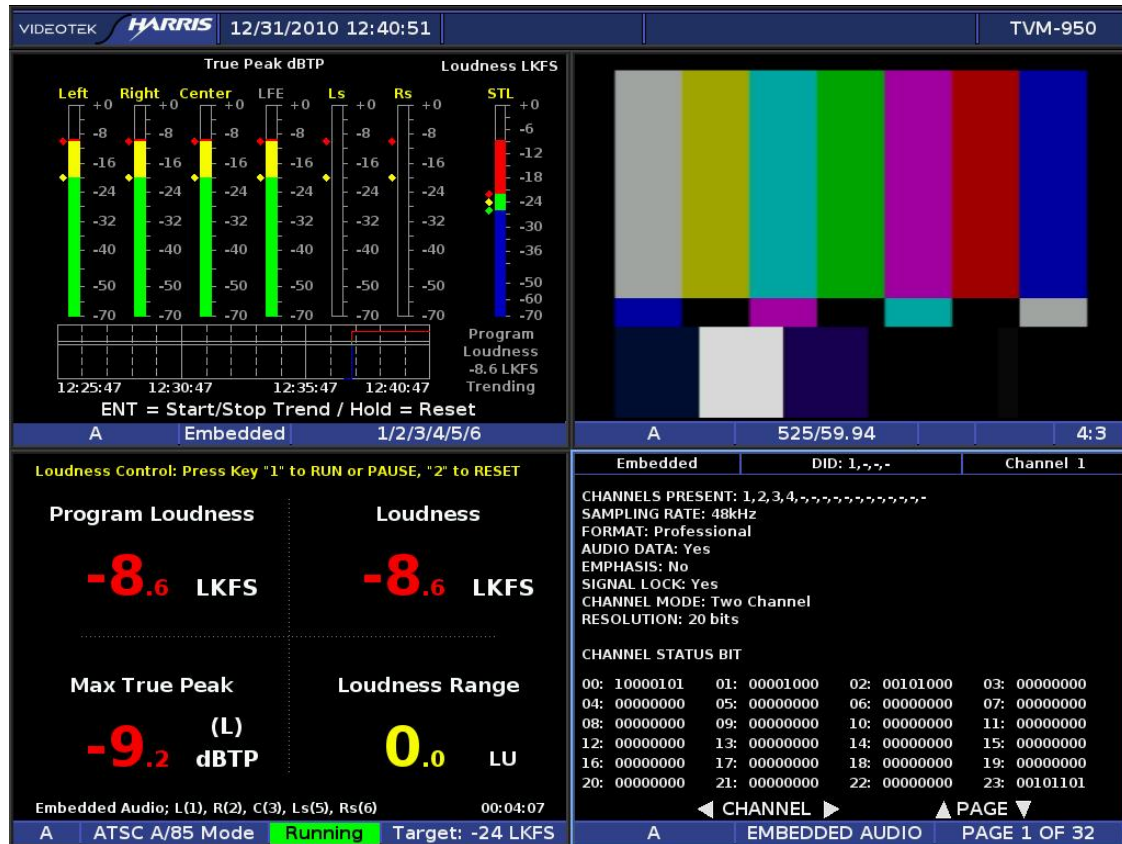 VIDEOTEK HARRIS 12/31/2010 12:40:51 TVM-950
True Peak dBTP Loudness LKFS
Left Right Center LFE Ls Rs STL
+0 +0 +0 +0 +0 +0 +0
-8 -8 -8 -8 -8 -8 -6
-16 -16 -16 -16 -16 -16 -12
-24 -24 -24 -24 -24 -24 -18
-32 -32 -32 -32 -32 -32 -24
-40 -40 -40 -40 -40 -40 -30
-50 -50 -50 -50 -50 -50 -36
-70 -70 -70 -70 -70 -70 -50
-60
-70
Program
Loudness
-8.6 LKFS
Trending
12:25:47 12:30:47 12:35:47 12:40:47
ENT = Start/Stop Trend / Hold = Reset
A Embedded 1/2/3/4/5/6
A 525/59.94 4:3
Loudness Control: Press Key "1" to RUN or PAUSE, "2" to RESET
Program Loudness Loudness
-8.6 LKFS -8.6 LKFS
Max True Peak Loudness Range
(L)
-9.2 dBTP 0.0 LU
Embedded Audio; L(1), R(2), C(3), Ls(5), Rs(6) 00:04:07
A ATSC A/85 Mode Running Target: -24 LKFS
Embedded DID: 1,-,-,- Channel 1
CHANNELS PRESENT: 1,2,3,4,-,-,-,-,-,-,-,-,-,-,-,-
SAMPLING RATE: 48kHz
FORMAT: Professional
AUDIO DATA: Yes
EMPHASIS: No
SIGNAL LOCK: Yes
CHANNEL MODE: Two Channel
RESOLUTION: 20 bits
CHANNEL STATUS BIT
00: 10000101 01: 00001000 02: 00101000 03: 00000000
04: 00000000 05: 00000000 06: 00000000 07: 00000000
08: 00000000 09: 00000000 10: 00000000 11: 00000000
12: 00000000 13: 00000000 14: 00000000 15: 00000000
16: 00000000 17: 00000000 18: 00000000 19: 00000000
20: 00000000 21: 00000000 22: 00000000 23: 00101101
◀ CHANNEL ▶ ▲ PAGE ▼
A EMBEDDED AUDIO PAGE 1 OF 32